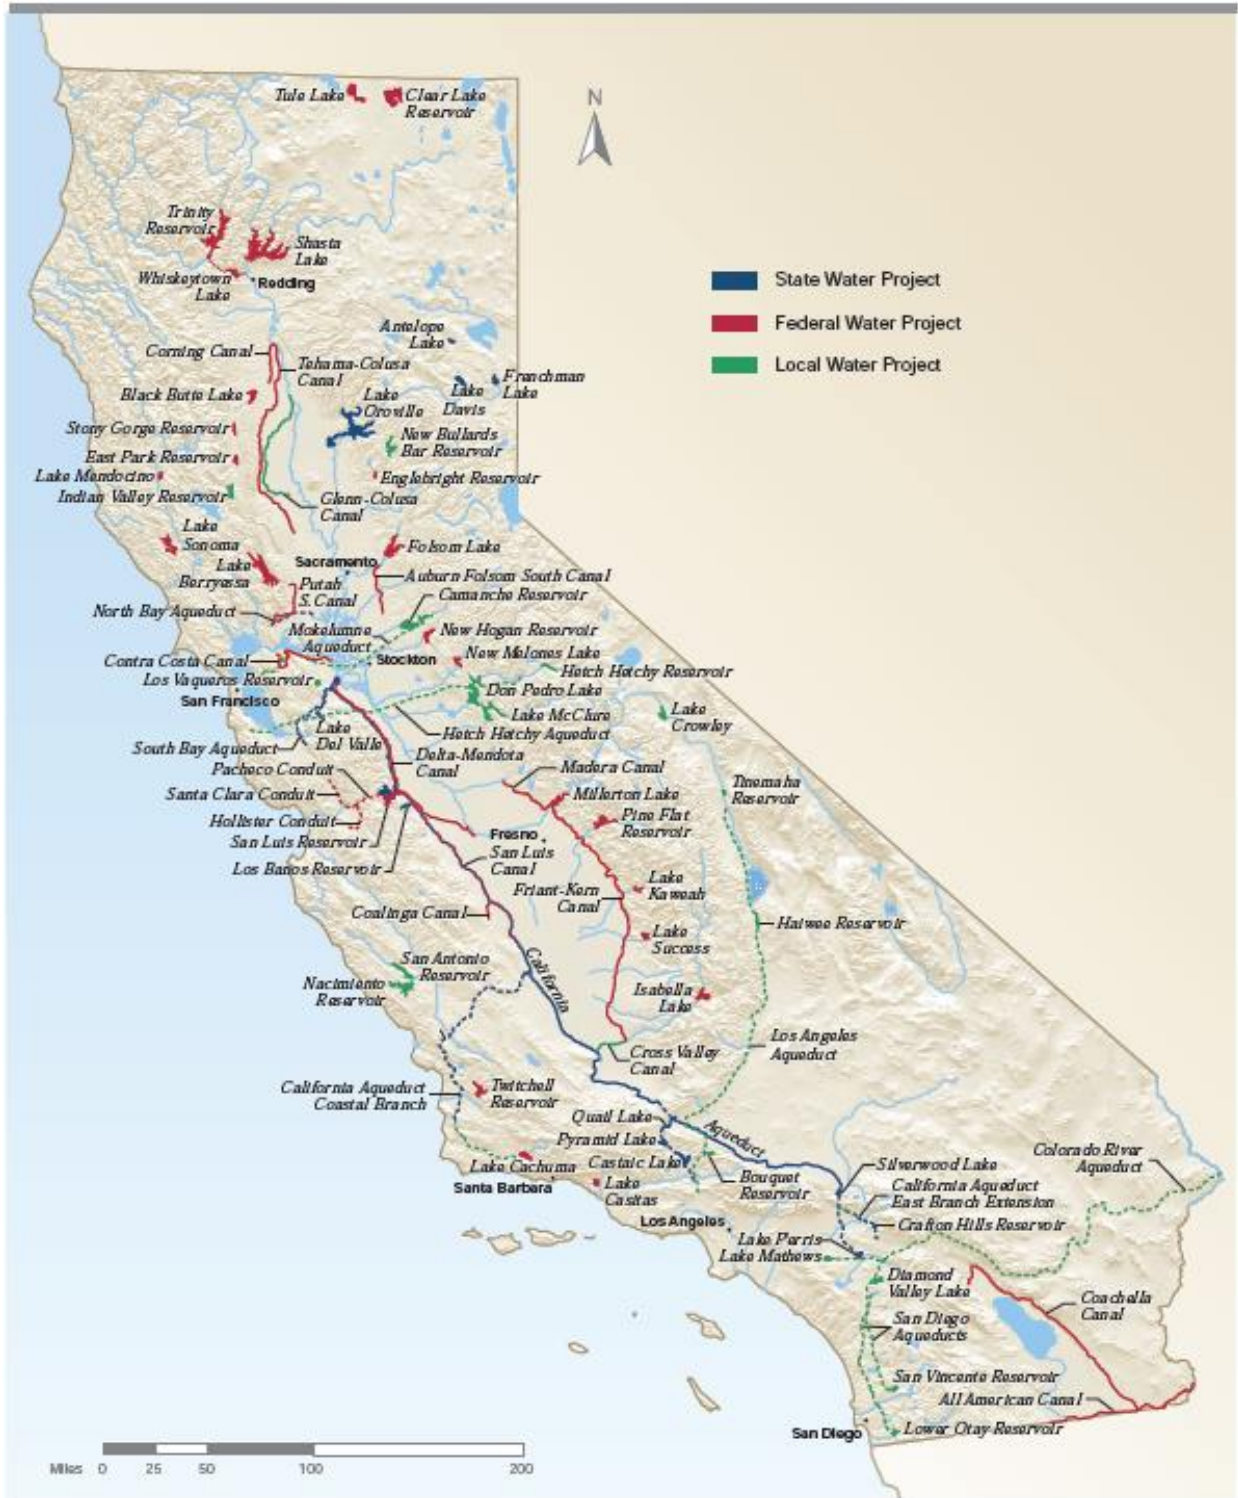 Tule Lake
Clear Lake
Reservoir
N
Trinity
Reservoir
Shasta
Lake
Whiskeytown
Lake
Redding
State Water Project
Federal Water Project
Local Water Project
Antelope
Lake
Corning Canal
Tehama-Colusa
Canal
Frenchman
Lake
Black Butte Lake
Lake
Oroville
Lake
Davis
Stony Gorge Reservoir
New Bullards
Bar Reservoir
East Park Reservoir
Lake Mendocino
Englebright Reservoir
Indian Valley Reservoir
Glenn-Colusa
Canal
Lake
Sonoma
Folsom Lake
Sacramento
Lake
Berryessa
Auburn Folsom South Canal
Putah
S. Canal
Camanche Reservoir
North Bay Aqueduct
Mokelumne
Aqueduct
New Hogan Reservoir
Contra Costa Canal
Stockton
New Melones Lake
Hetch Hetchy Reservoir
Los Vaqueros Reservoir
Don Pedro Lake
San Francisco
Lake McClure
Lake
Crowley
Lake
Del Valle
Hetch Hetchy Aqueduct
South Bay Aqueduct
Delta-Mendota
Canal
Pacheco Conduit
Madera Canal
Tinemaha
Reservoir
Santa Clara Conduit
Millerton Lake
Hollister Conduit
Pine Flat
Reservoir
San Luis Reservoir
Fresno
San Luis
Canal
Los Banos Reservoir
Lake
Kaweah
Friant-Kern
Canal
Coalinga Canal
Haiwee Reservoir
Lake
Success
San Antonio
Reservoir
California
Nacimiento
Reservoir
Isabella
Lake
Los Angeles
Aqueduct
Cross Valley
Canal
California Aqueduct
Coastal Branch
Twitchell
Reservoir
Quail Lake
Aqueduct
Pyramid Lake
Colorado River
Aqueduct
Lake Cachuma
Castaic Lake
Silverwood Lake
Santa Barbara
Lake
Casitas
Bouquet
Reservoir
California Aqueduct
East Branch Extension
Los Angeles
Crafton Hills Reservoir
Lake Perris
Lake Mathews
Diamond
Valley Lake
Coachella
Canal
San Diego
Aqueducts
San Vincente Reservoir
All American Canal
San Diego
Lower Otay Reservoir
Miles 0 25 50 100 200